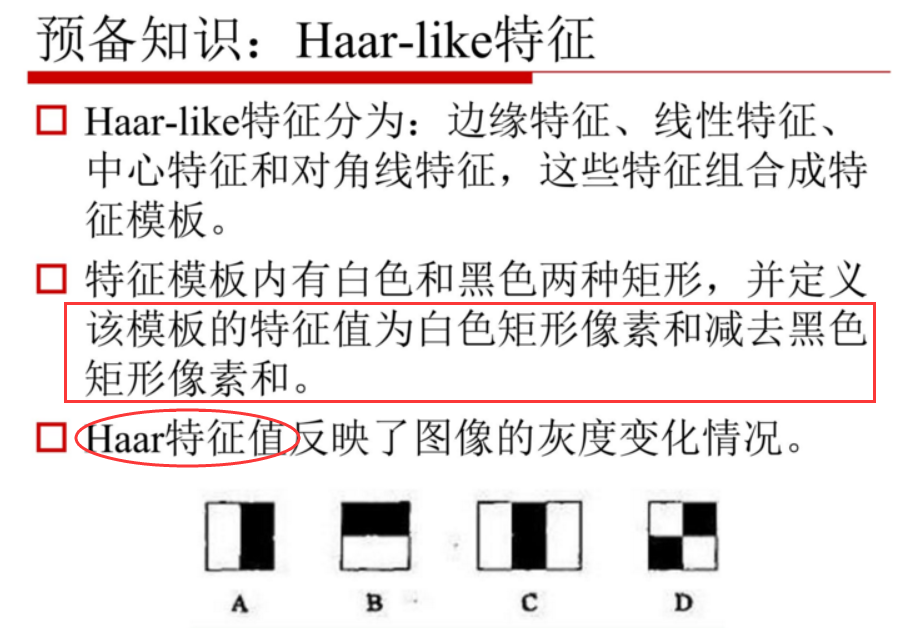 预备知识：Haar-like特征
Haar-like特征分为：边缘特征、线性特征、
中心特征和对角线特征，这些特征组合成特
征模板。
特征模板内有白色和黑色两种矩形，并定义
该模板的特征值为白色矩形像素和减去黑色
矩形像素和。
Haar特征值反映了图像的灰度变化情况。
A B C D